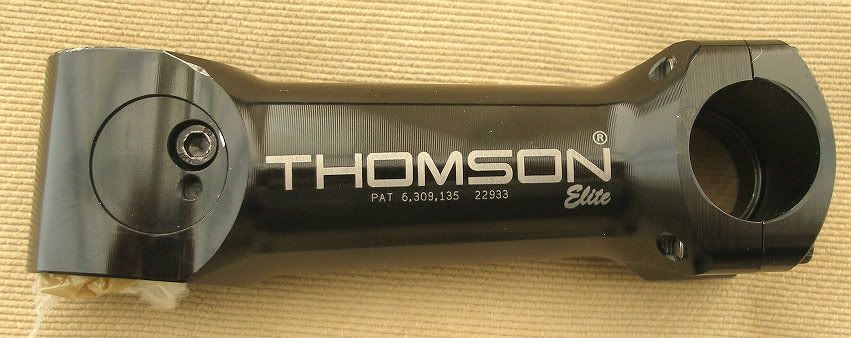 THOMSON®
PAT 6,309,135 22933
Elite